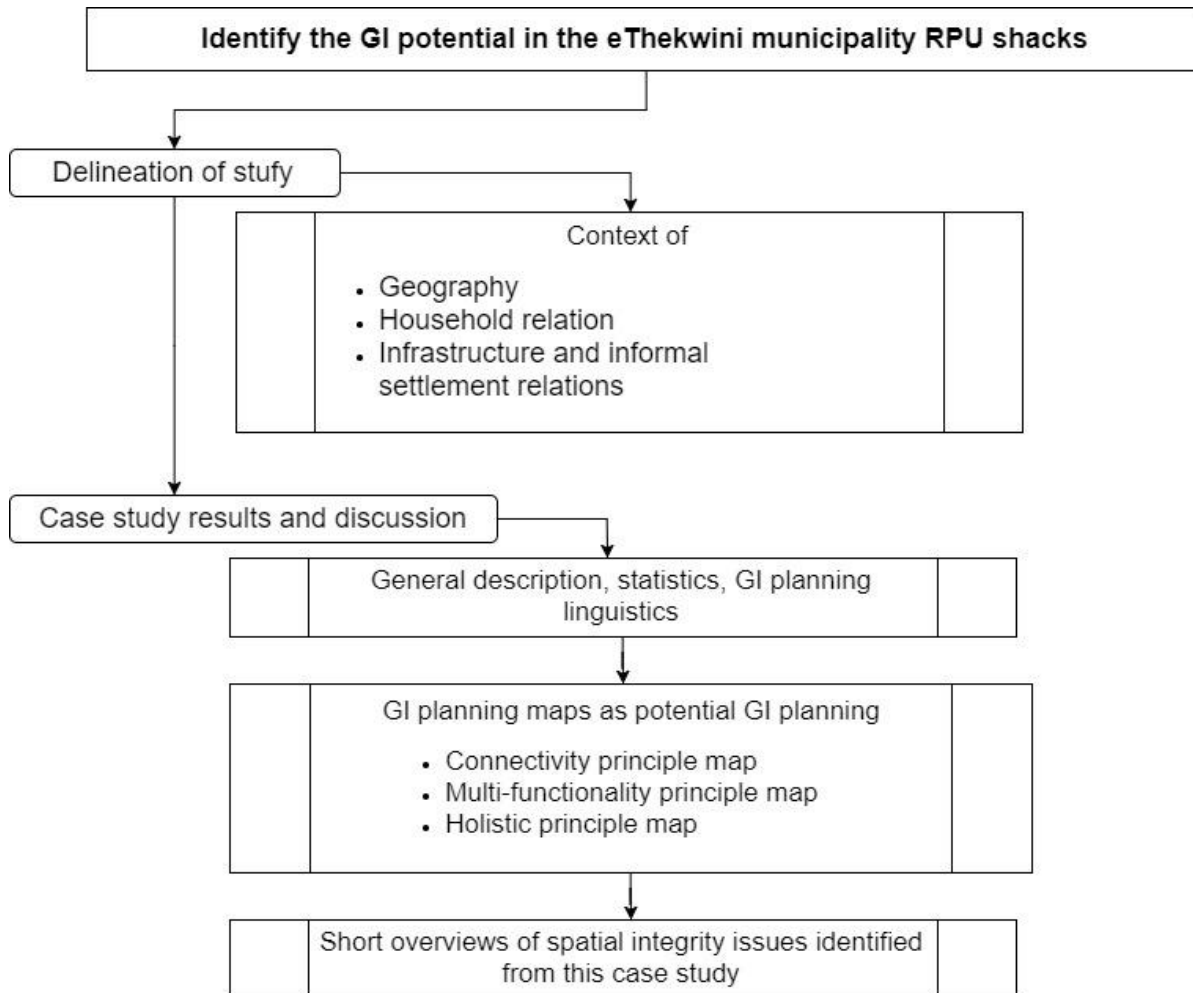 Identify the GI potential in the eThekwini municipality RPU shacks
Delineation of stufy
Context of
• Geography
• Household relation
• Infrastructure and informal
settlement relations
Case study results and discussion
General description, statistics, GI planning
linguistics
GI planning maps as potential GI planning
• Connectivity principle map
• Multi-functionality principle map
• Holistic principle map
Short overviews of spatial integrity issues identified
from this case study